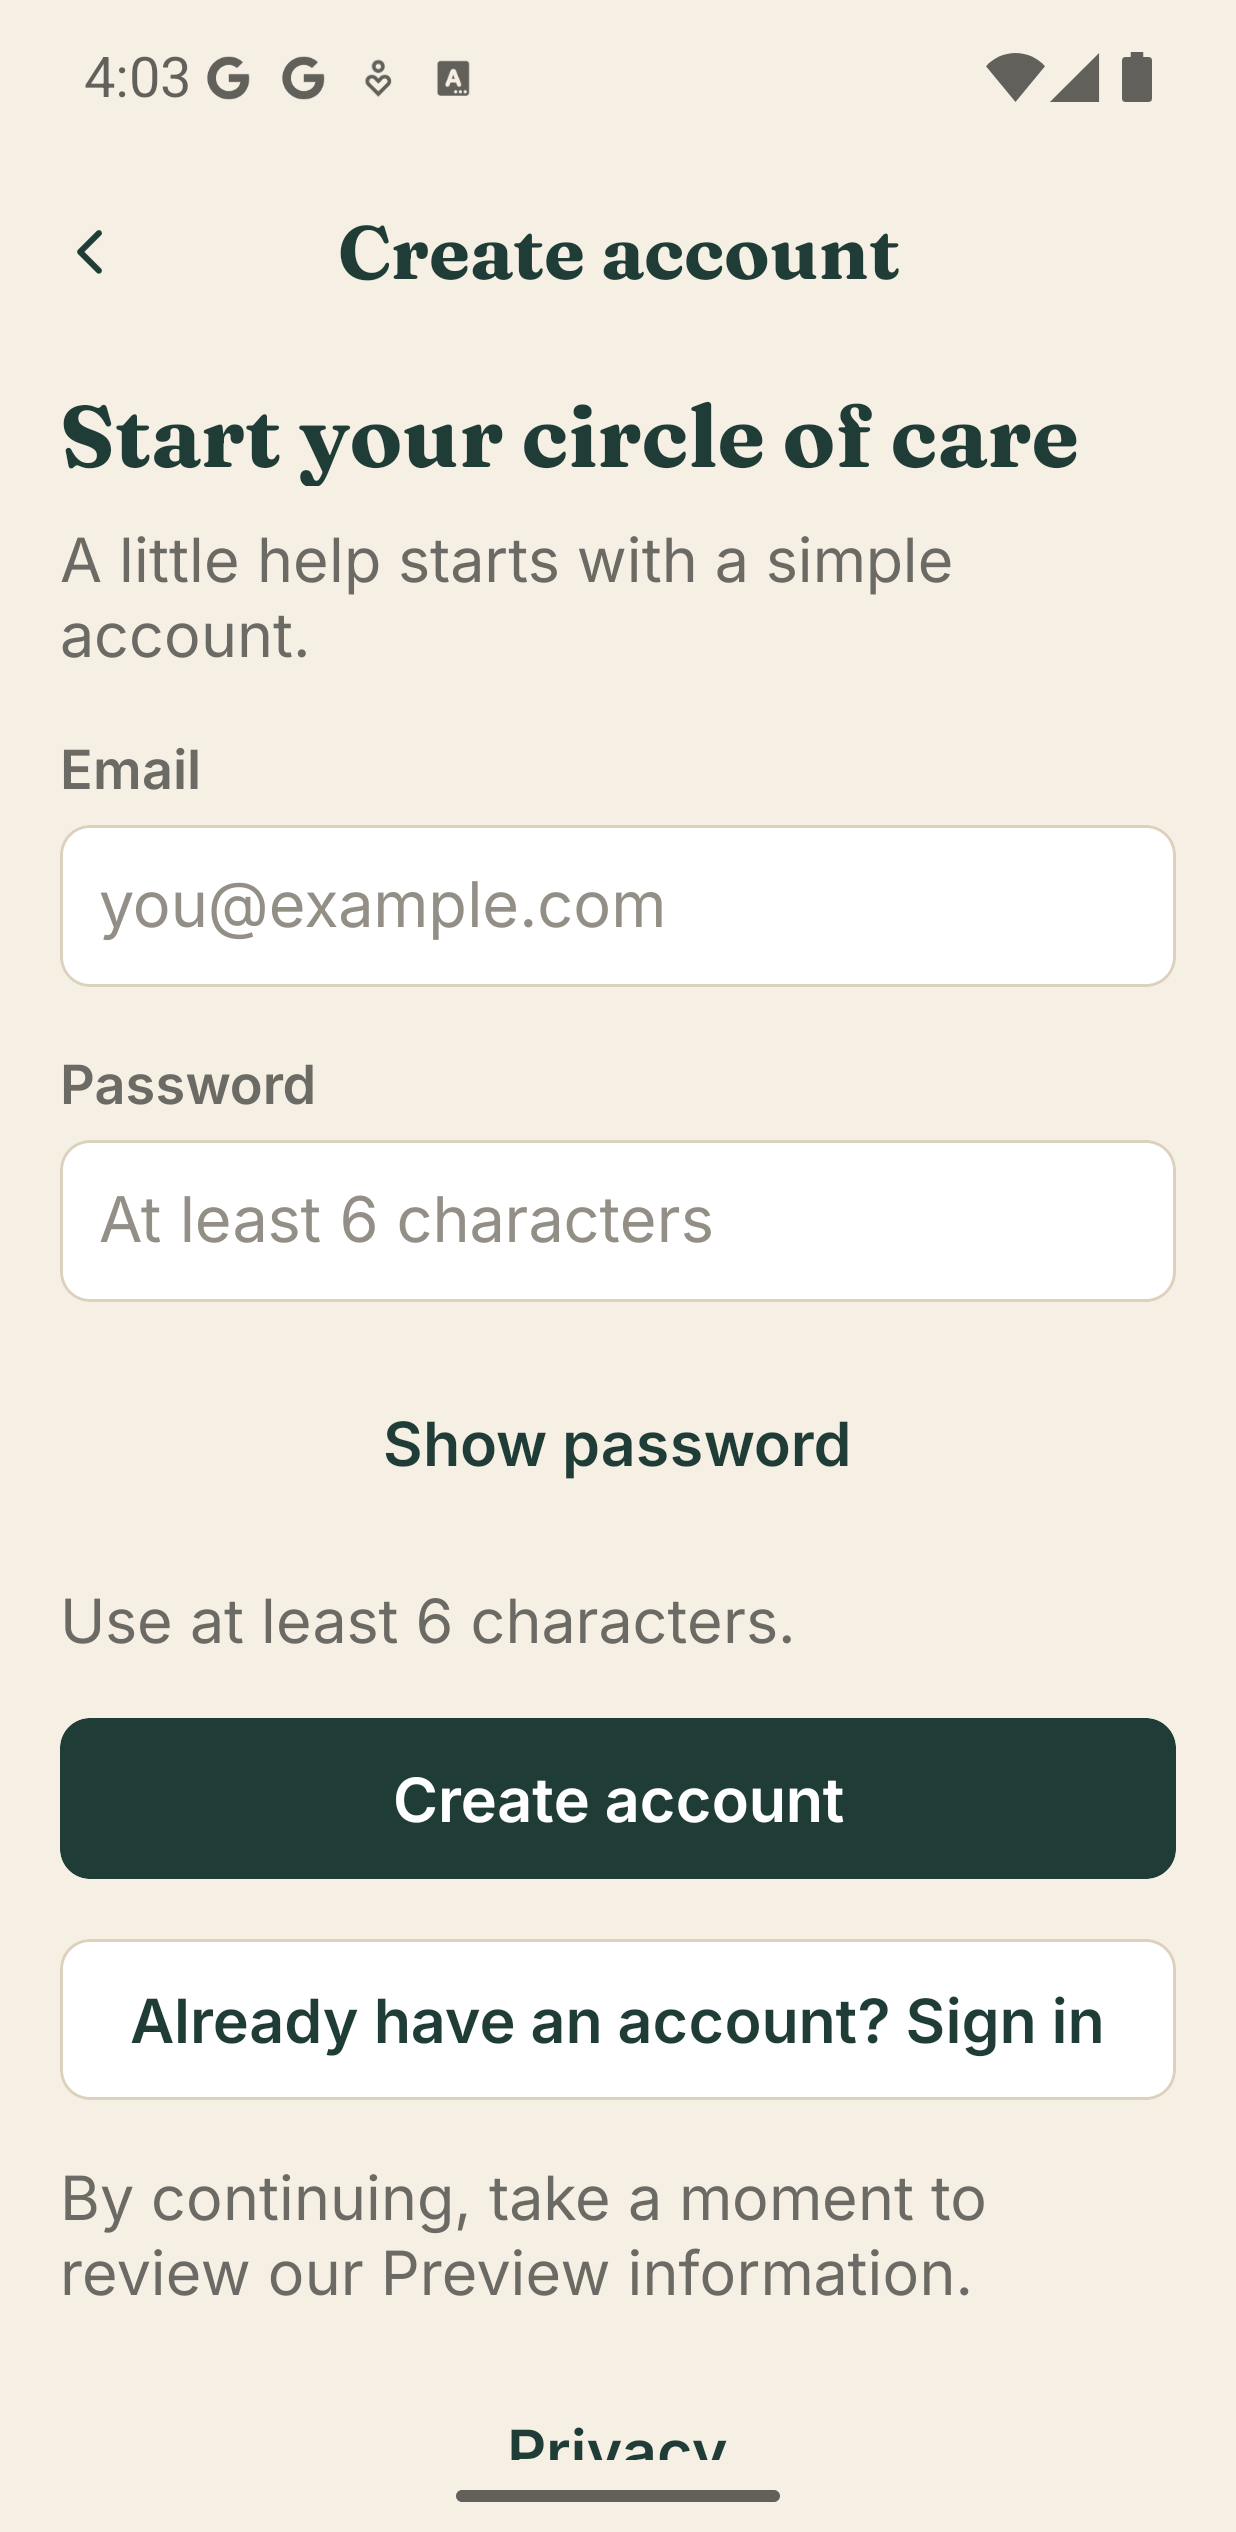 4:03
Create account
Start your circle of care
A little help starts with a simple
account.
Email
you@example.com
Password
At least 6 characters
Show password
Use at least 6 characters.
Create account
Already have an account? Sign in
By continuing, take a moment to
review our Preview information.
Privacy